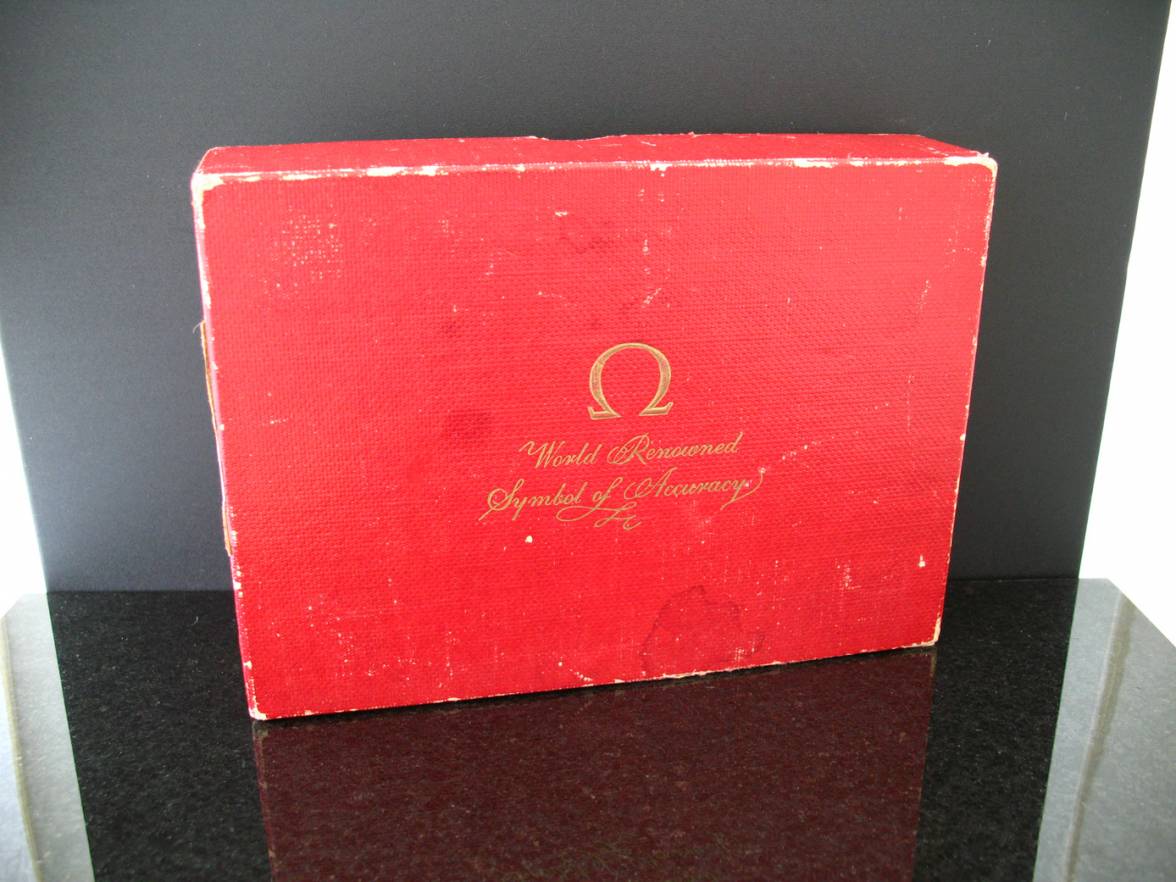 Ω
World Renowned
Symbol of Accuracy